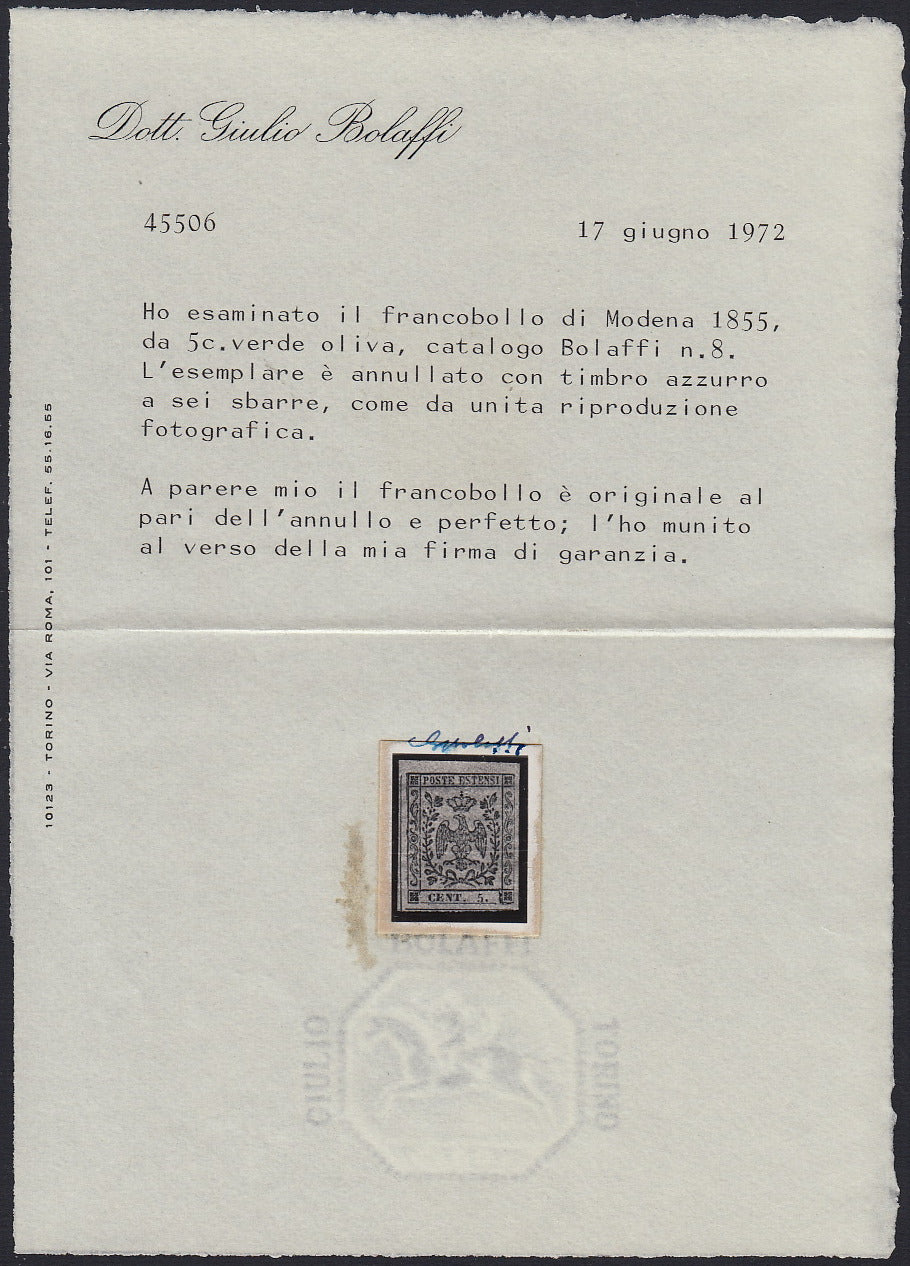 Dott. Giulio Bolaffi
45506
17 giugno 1972
Ho esaminato il francobollo di Modena 1855,
da 5c.verde oliva, catalogo Bolaffi n.8.
L'esemplare è annullato con timbro azzurro
a sei sbarre, come da unita riproduzione
fotografica.
A parere mio il francobollo è originale al
pari dell'annullo e perfetto; l'ho munito
al verso della mia firma di garanzia.
10123 - TORINO - VIA ROMA, 101 - TELEF. 55.16.55
POSTE ESTENSI
CENT. 5.
BOLAFFI
GIULIO
TORINO